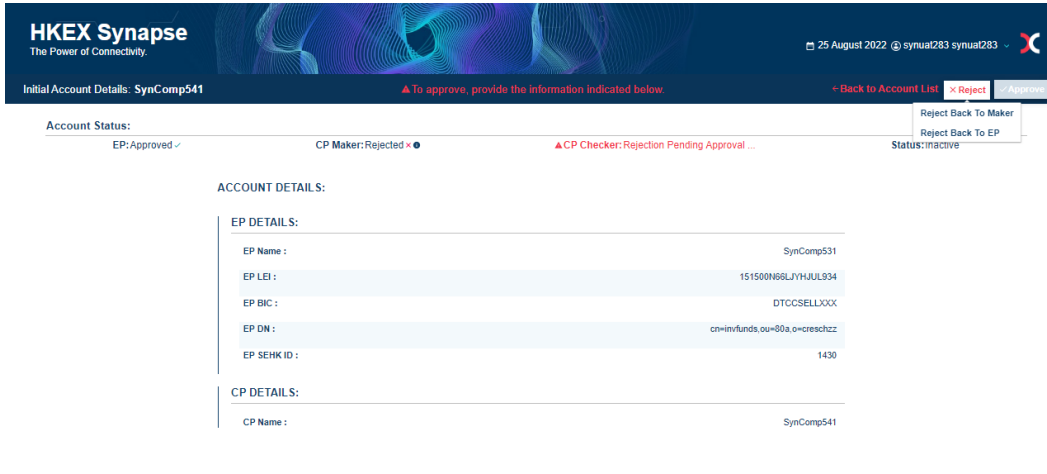 HKEX Synapse
The Power of Connectivity.
25 August 2022 synuat283 synuat283
Initial Account Details: SynComp541
To approve, provide the information indicated below.
Back to Account List
Reject
Approve
Reject Back To Maker
Reject Back To EP
Account Status:
EP: Approved
CP Maker: Rejected
CP Checker: Rejection Pending Approval ...
Status: Inactive
ACCOUNT DETAILS:
EP DETAILS:
EP Name : SynComp531
EP LEI : 151500N66LJYHJUL934
EP BIC : DTCCSELLXXX
EP DN : cn=invfunds,ou=80a,o=creschzz
EP SEHK ID : 1430
CP DETAILS:
CP Name : SynComp541